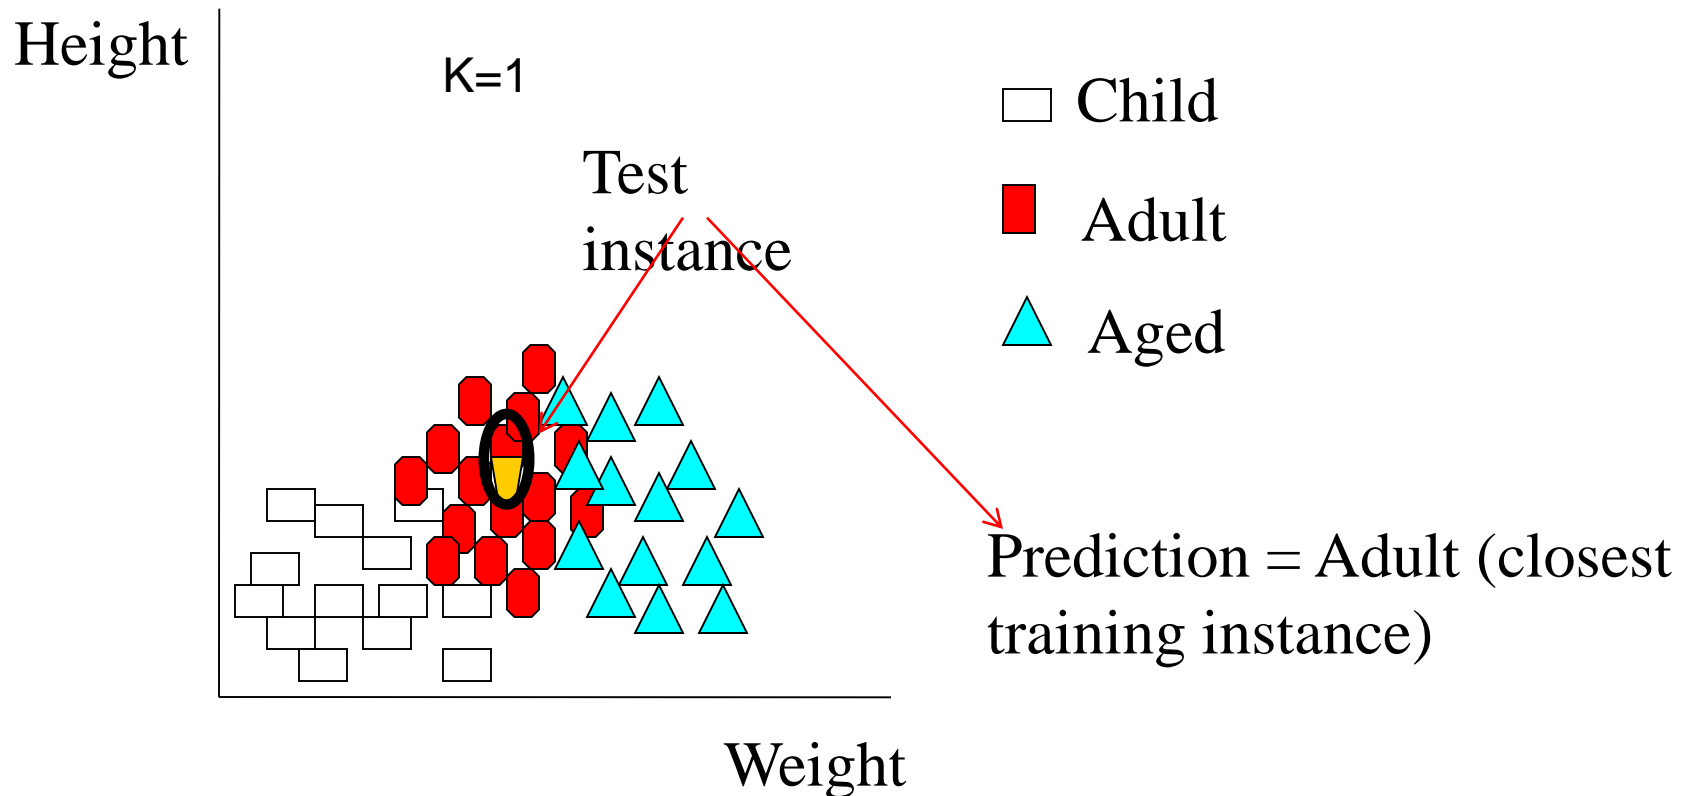 Height
K=1
Test
instance
Child
Adult
Aged
Prediction = Adult (closest
training instance)
Weight